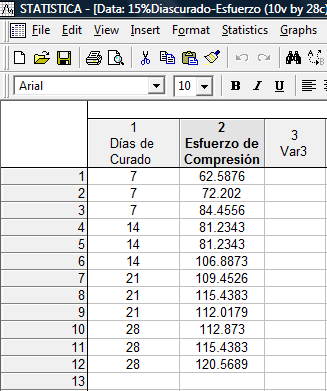 STATISTICA - [Data: 15%Diascurado-Esfuerzo (10v by 28c)
File Edit View Insert Format Statistics Graphs
Arial 10 B I U
1 2 3
Días de Curado Esfuerzo de Compresión Var3
1 7 62.5876
2 7 72.202
3 7 84.4556
4 14 81.2343
5 14 81.2343
6 14 106.8873
7 21 109.4526
8 21 115.4383
9 21 112.0179
10 28 112.873
11 28 115.4383
12 28 120.5689
13